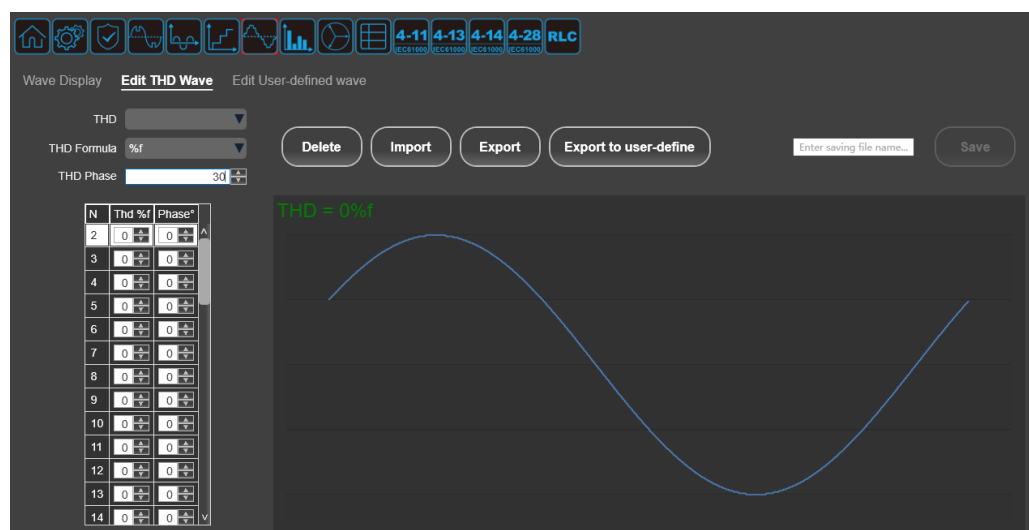 4-11 4-13 4-14 4-28 RLC
IEC61000 IEC61000 IEC61000 IEC61000
Wave Display Edit THD Wave Edit User-defined wave
THD
THD Formula %f
THD Phase 30
Delete Import Export Export to user-define Enter saving file name... Save
N Thd %f Phase°
2 0 0
3 0 0
4 0 0
5 0 0
6 0 0
7 0 0
8 0 0
9 0 0
10 0 0
11 0 0
12 0 0
13 0 0
14 0 0
THD = 0%f